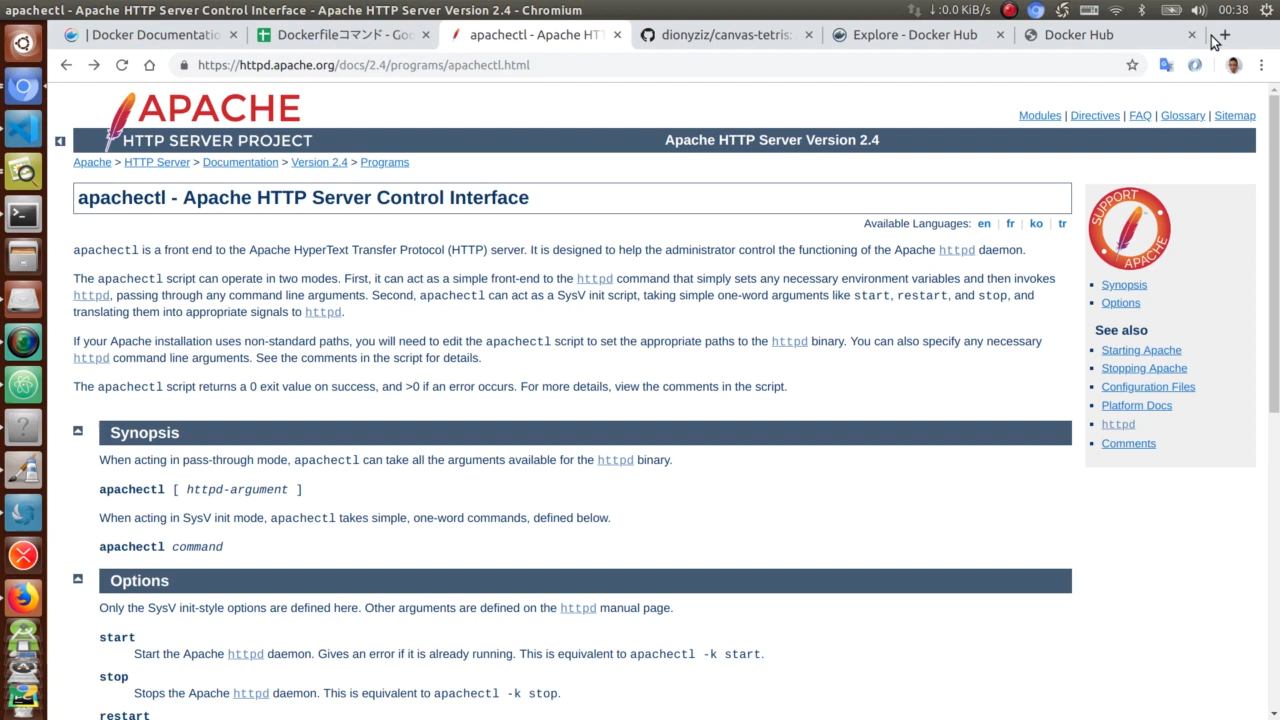 apachectl - Apache HTTP Server Control Interface - Apache HTTP Server Version 2.4 - Chromium
↓:0.0 KiB/s 00:38
| Docker Documentatio
Dockerfileコマンド - Goo
apachectl - Apache HTT
dionyziz/canvas-tetris:
Explore - Docker Hub
Docker Hub
https://httpd.apache.org/docs/2.4/programs/apachectl.html
APACHE
HTTP SERVER PROJECT
Modules | Directives | FAQ | Glossary | Sitemap
Apache HTTP Server Version 2.4
Apache > HTTP Server > Documentation > Version 2.4 > Programs
apachectl - Apache HTTP Server Control Interface
Available Languages: en | fr | ko | tr
apachectl is a front end to the Apache HyperText Transfer Protocol (HTTP) server. It is designed to help the administrator control the functioning of the Apache httpd daemon.
The apachectl script can operate in two modes. First, it can act as a simple front-end to the httpd command that simply sets any necessary environment variables and then invokes
httpd, passing through any command line arguments. Second, apachectl can act as a SysV init script, taking simple one-word arguments like start, restart, and stop, and
translating them into appropriate signals to httpd.
If your Apache installation uses non-standard paths, you will need to edit the apachectl script to set the appropriate paths to the httpd binary. You can also specify any necessary
httpd command line arguments. See the comments in the script for details.
The apachectl script returns a 0 exit value on success, and >0 if an error occurs. For more details, view the comments in the script.
Synopsis
When acting in pass-through mode, apachectl can take all the arguments available for the httpd binary.
apachectl [ httpd-argument ]
When acting in SysV init mode, apachectl takes simple, one-word commands, defined below.
apachectl command
Options
Only the SysV init-style options are defined here. Other arguments are defined on the httpd manual page.
start
Start the Apache httpd daemon. Gives an error if it is already running. This is equivalent to apachectl -k start.
stop
Stops the Apache httpd daemon. This is equivalent to apachectl -k stop.
restart
SUPPORT
APACHE
Synopsis
Options
See also
Starting Apache
Stopping Apache
Configuration Files
Platform Docs
httpd
Comments